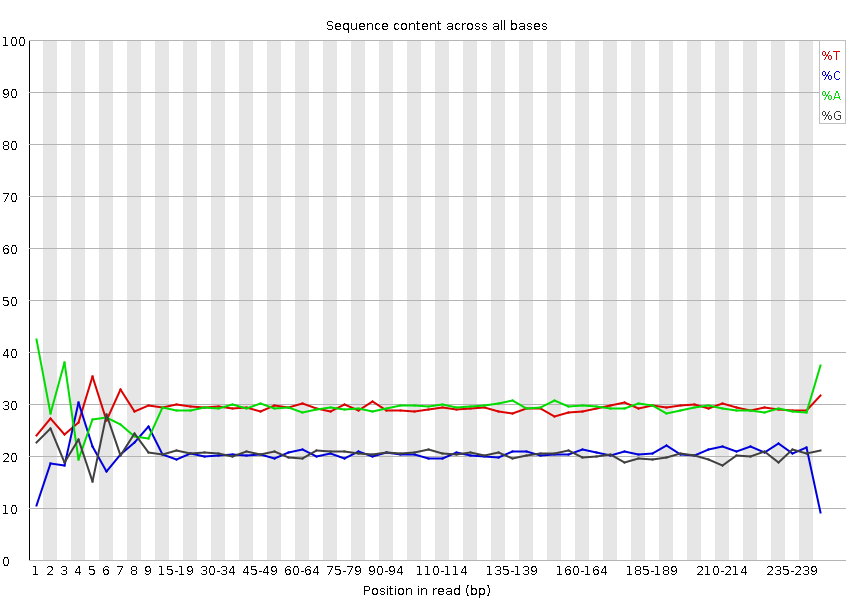 Sequence content across all bases
100
90
80
70
60
50
40
30
20
10
0
%T
%C
%A
%G
1 2 3 4 5 6 7 8 9 15-19 30-34 45-49 60-64 75-79 90-94 110-114 135-139 160-164 185-189 210-214 235-239
Position in read (bp)